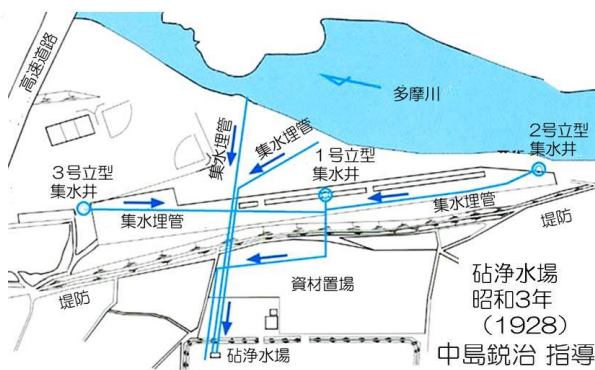 高速道路
多摩川
集水埋管
集水埋管
1号立型
集水井
2号立型
集水井
3号立型
集水井
集水埋管
集水埋管
堤防
堤防
資材置場
砧浄水場
砧浄水場
昭和3年
（1928）
中島鋭治 指導